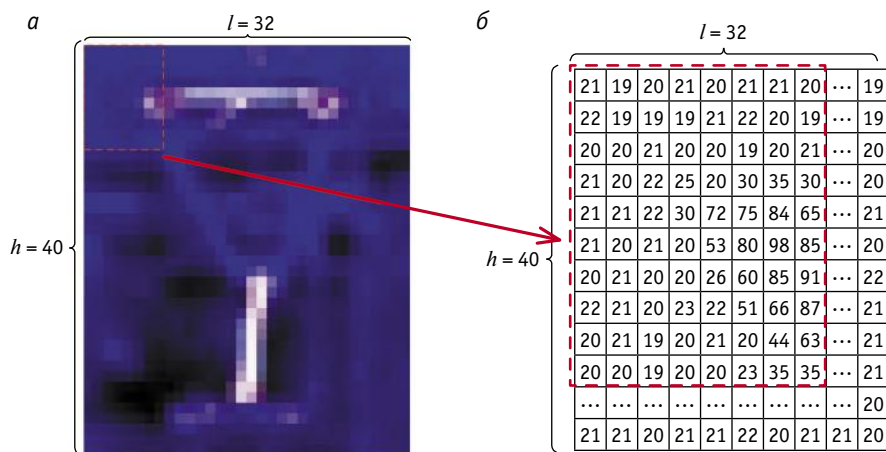 а
l = 32
h = 40
б
l = 32
h = 40
21 19 20 21 20 21 21 20 ... 19
22 19 19 19 21 22 20 19 ... 19
20 20 21 20 20 19 20 21 ... 20
21 20 22 25 20 30 35 30 ... 20
21 21 22 30 72 75 84 65 ... 21
21 20 21 20 53 80 98 85 ... 20
20 21 20 20 26 60 85 91 ... 22
22 21 20 23 22 51 66 87 ... 21
20 21 19 20 21 20 44 63 ... 21
20 20 19 20 20 23 35 35 ... 21
... ... ... ... ... ... ... ... ... 20
21 21 20 21 21 22 20 21 21 20